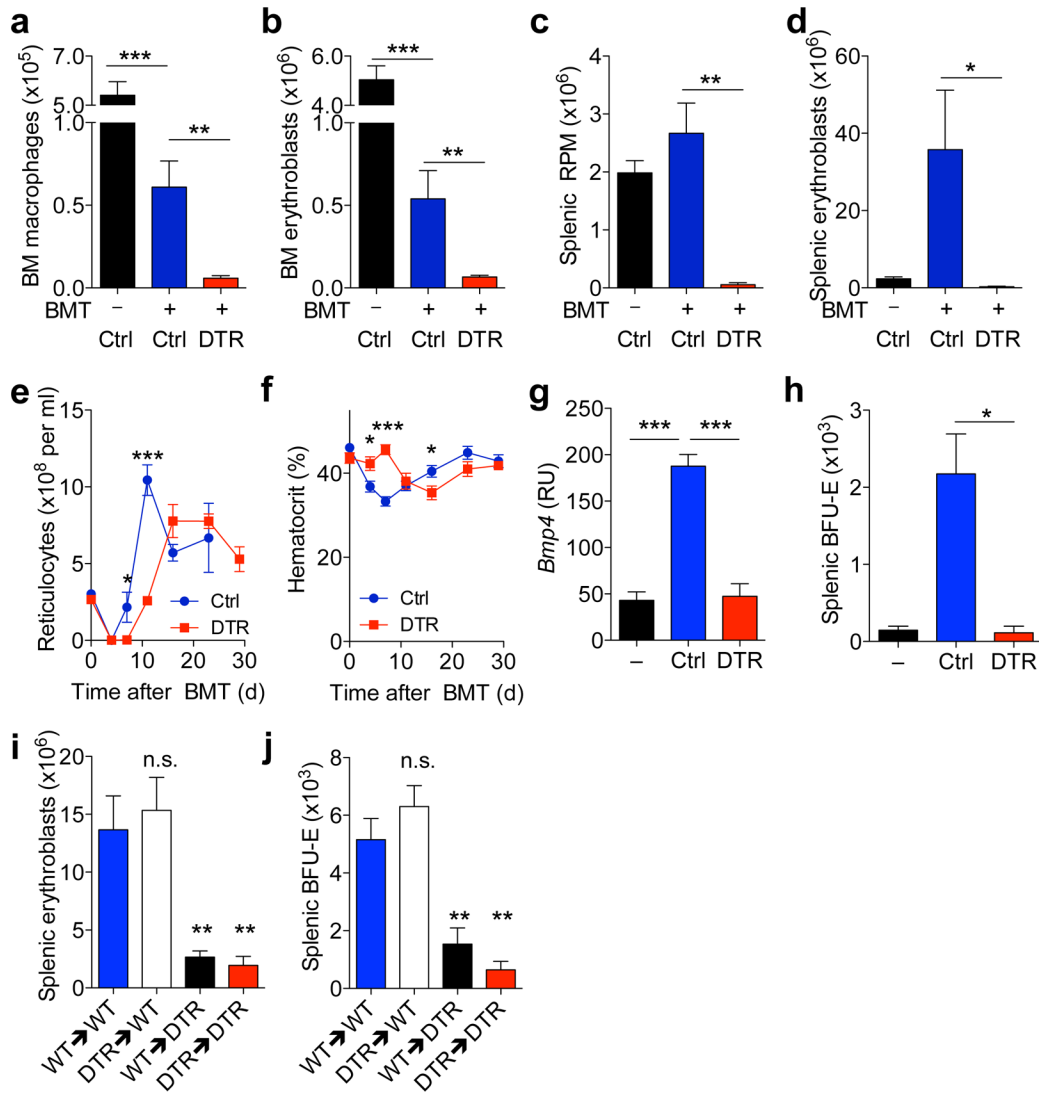 a
BM macrophages (x10⁵)
7.0
5.0
1.0
0.5
0.0
***
**
BMT – + +
Ctrl Ctrl DTR
b
BM erythroblasts (x10⁶)
6.0
4.0
1.0
0.5
0.0
***
**
BMT – + +
Ctrl Ctrl DTR
c
Splenic RPM (x10⁶)
4
3
2
1
0
**
BMT – + +
Ctrl Ctrl DTR
d
Splenic erythroblasts (x10⁶)
60
40
20
0
*
BMT – + +
Ctrl Ctrl DTR
e
Reticulocytes (x10⁸ per ml)
15
10
5
0
***
*
Ctrl
DTR
0 10 20 30
Time after BMT (d)
f
Hematocrit (%)
60
40
20
0
* *** *
Ctrl
DTR
0 10 20 30
Time after BMT (d)
g
Bmp4 (RU)
250
200
150
100
50
0
*** ***
– Ctrl DTR
h
Splenic BFU-E (x10³)
3
2
1
0
*
– Ctrl DTR
i
Splenic erythroblasts (x10⁶)
20
15
10
5
0
n.s.
** **
WT➔WT
DTR➔WT
WT➔DTR
DTR➔DTR
j
Splenic BFU-E (x10³)
8
6
4
2
0
n.s.
** **
WT➔WT
DTR➔WT
WT➔DTR
DTR➔DTR